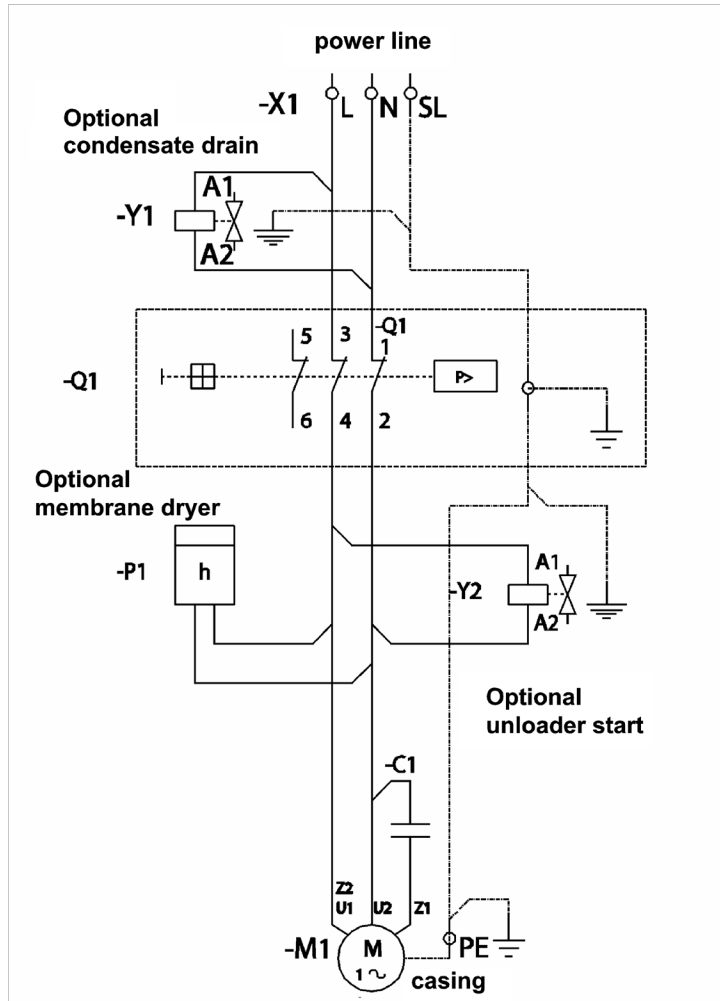 power line
-X1
L
N
SL
Optional
condensate drain
A1
-Y1
A2
-Q1
-Q1
5
3
1
P>
6
4
2
Optional
membrane dryer
-P1
h
A1
-Y2
A2
Optional
unloader start
-C1
Z2
U1
U2
Z1
-M1
M
1~
PE
casing